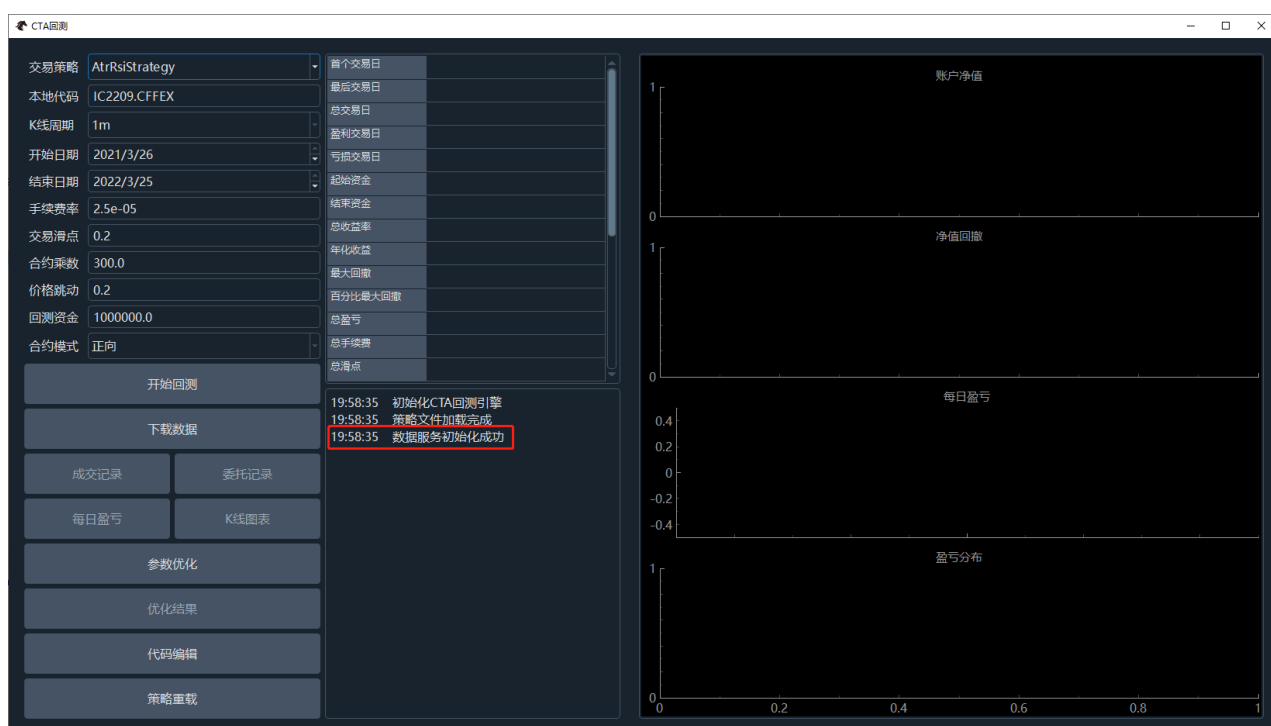 CTA回测
交易策略 AtrRsiStrategy
本地代码 IC2209.CFFEX
K线周期 1m
开始日期 2021/3/26
结束日期 2022/3/25
手续费率 2.5e-05
交易滑点 0.2
合约乘数 300.0
价格跳动 0.2
回测资金 1000000.0
合约模式 正向
开始回测
下载数据
成交记录 委托记录
每日盈亏 K线图表
参数优化
优化结果
代码编辑
策略重载
首个交易日
最后交易日
总交易日
盈利交易日
亏损交易日
起始资金
结束资金
总收益率
年化收益
最大回撤
百分比最大回撤
总盈亏
总手续费
总滑点
19:58:35 初始化CTA回测引擎
19:58:35 策略文件加载完成
19:58:35 数据服务初始化成功
账户净值
1
0
净值回撤
1
0
每日盈亏
0.4
0.2
0
-0.2
-0.4
盈亏分布
1
0
0 0.2 0.4 0.6 0.8 1